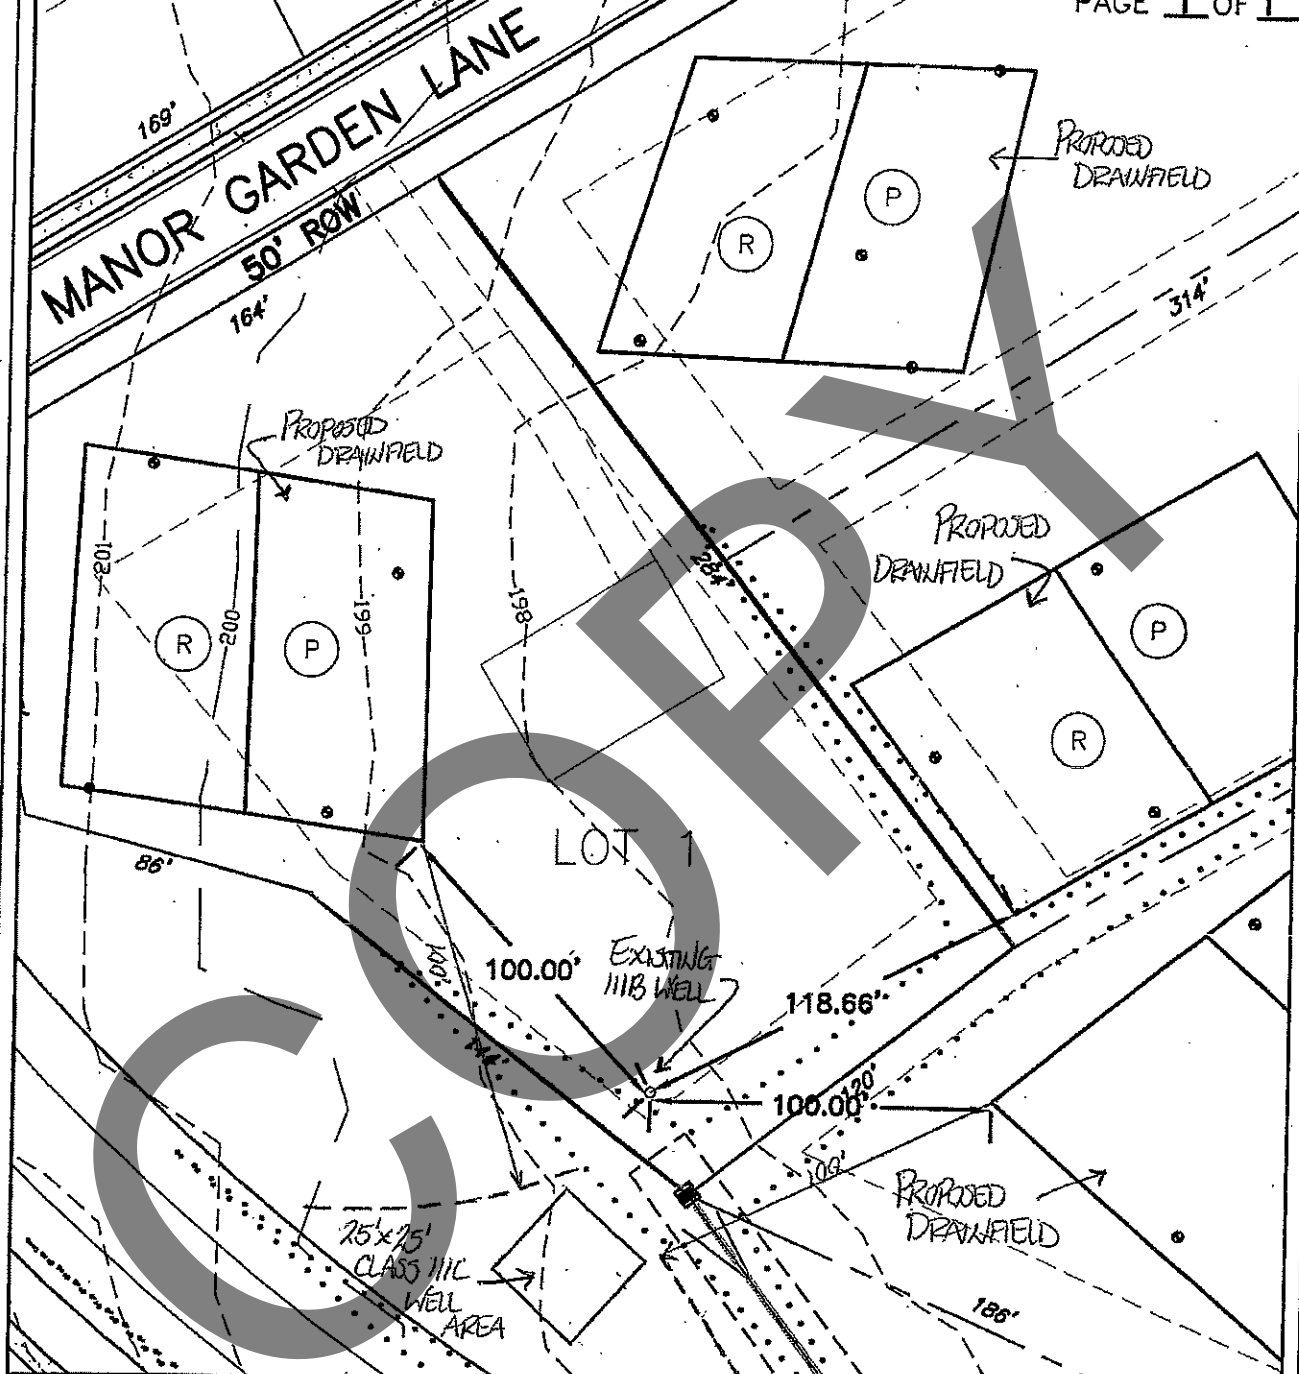 PAGE 1 OF 1
169'
MANOR GARDEN LANE
50' ROW
164'
PROPOSED
DRAINFIELD
P
R
314'
PROPOSED
DRAINFIELD
201
200
199
198
R
P
284'
PROPOSED
DRAINFIELD
P
R
LOT 1
86'
100'
100.00'
EXISTING
IIIB WELL
118.66'
144'
120'
100.00'
100'
PROPOSED
DRAINFIELD
25'x25'
CLASS IIIC
WELL
AREA
186'
COPY